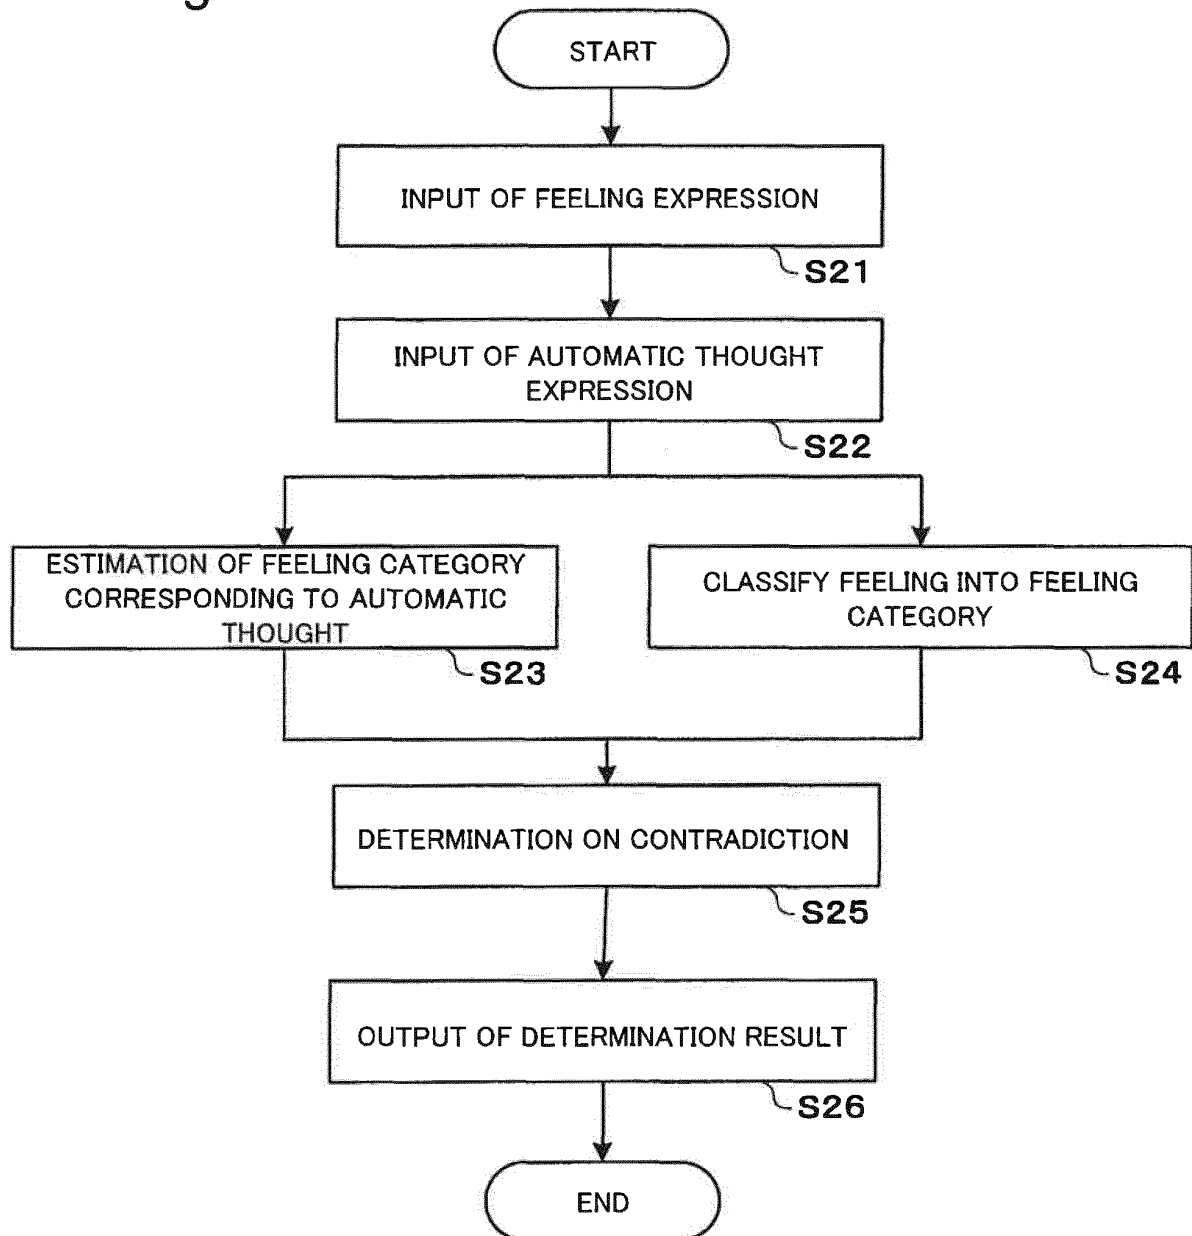 START
INPUT OF FEELING EXPRESSION
S21
INPUT OF AUTOMATIC THOUGHT
EXPRESSION
S22
ESTIMATION OF FEELING CATEGORY
CORRESPONDING TO AUTOMATIC
THOUGHT
S23
CLASSIFY FEELING INTO FEELING
CATEGORY
S24
DETERMINATION ON CONTRADICTION
S25
OUTPUT OF DETERMINATION RESULT
S26
END